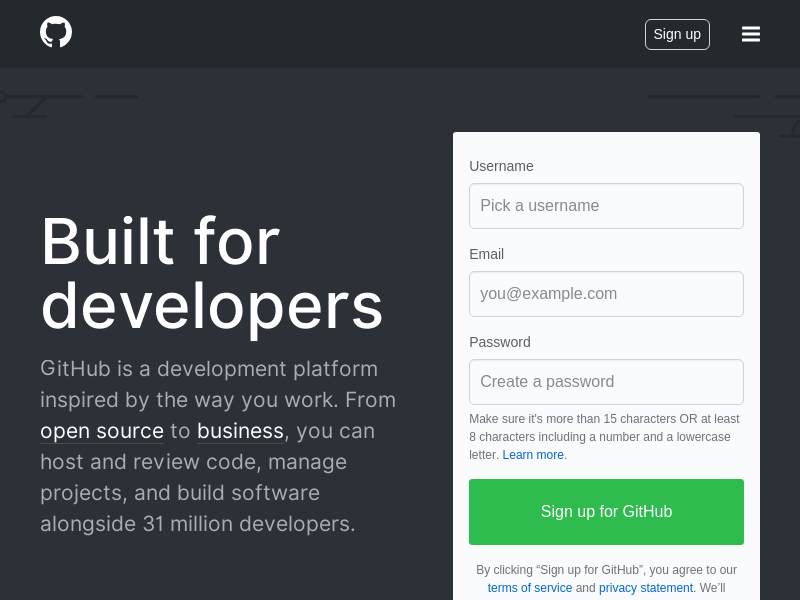 Sign up
Built for
developers
GitHub is a development platform
inspired by the way you work. From
open source to business, you can
host and review code, manage
projects, and build software
alongside 31 million developers.
Username
Pick a username
Email
you@example.com
Password
Create a password
Make sure it's more than 15 characters OR at least
8 characters including a number and a lowercase
letter. Learn more.
Sign up for GitHub
By clicking “Sign up for GitHub”, you agree to our
terms of service and privacy statement. We’ll